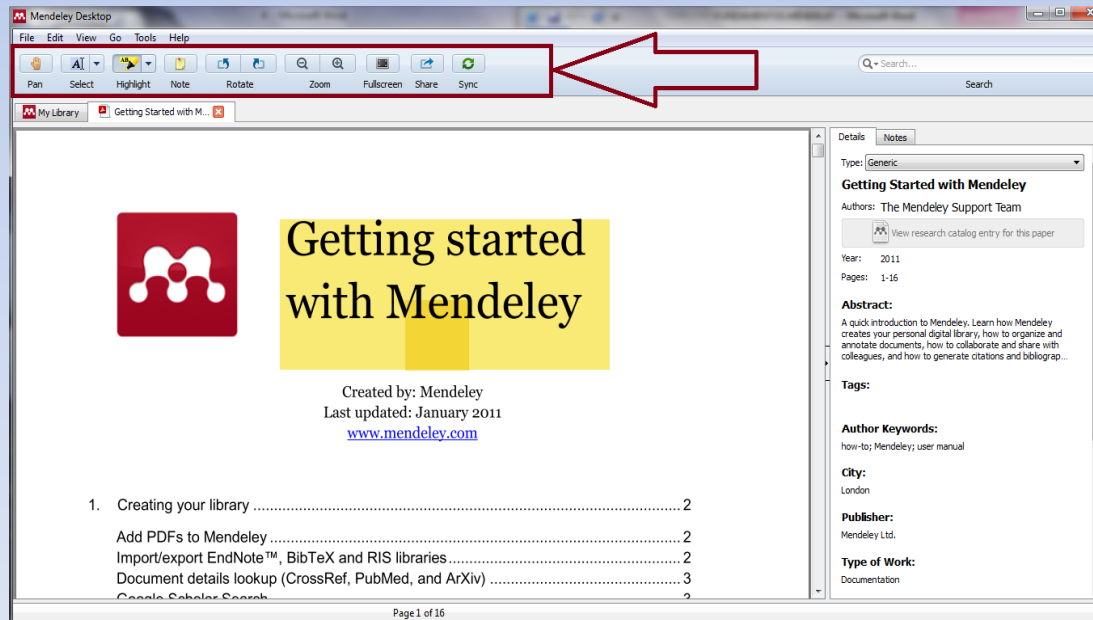 Mendeley Desktop
File Edit View Go Tools Help
Pan Select Highlight Note Rotate Zoom Fullscreen Share Sync
Search...
Search
My Library Getting Started with M...
Getting started
with Mendeley
Created by: Mendeley
Last updated: January 2011
www.mendeley.com
1. Creating your library ... 2
Add PDFs to Mendeley ... 2
Import/export EndNote™, BibTeX and RIS libraries ... 2
Document details lookup (CrossRef, PubMed, and ArXiv) ... 3
Google Scholar Search
Page 1 of 16
Details Notes
Type: Generic
Getting Started with Mendeley
Authors: The Mendeley Support Team
View research catalog entry for this paper
Year: 2011
Pages: 1-16
Abstract:
A quick introduction to Mendeley. Learn how Mendeley
creates your personal digital library, how to organize and
annotate documents, how to collaborate and share with
colleagues, and how to generate citations and bibliograp...
Tags:
Author Keywords:
how-to; Mendeley; user manual
City:
London
Publisher:
Mendeley Ltd.
Type of Work:
Documentation